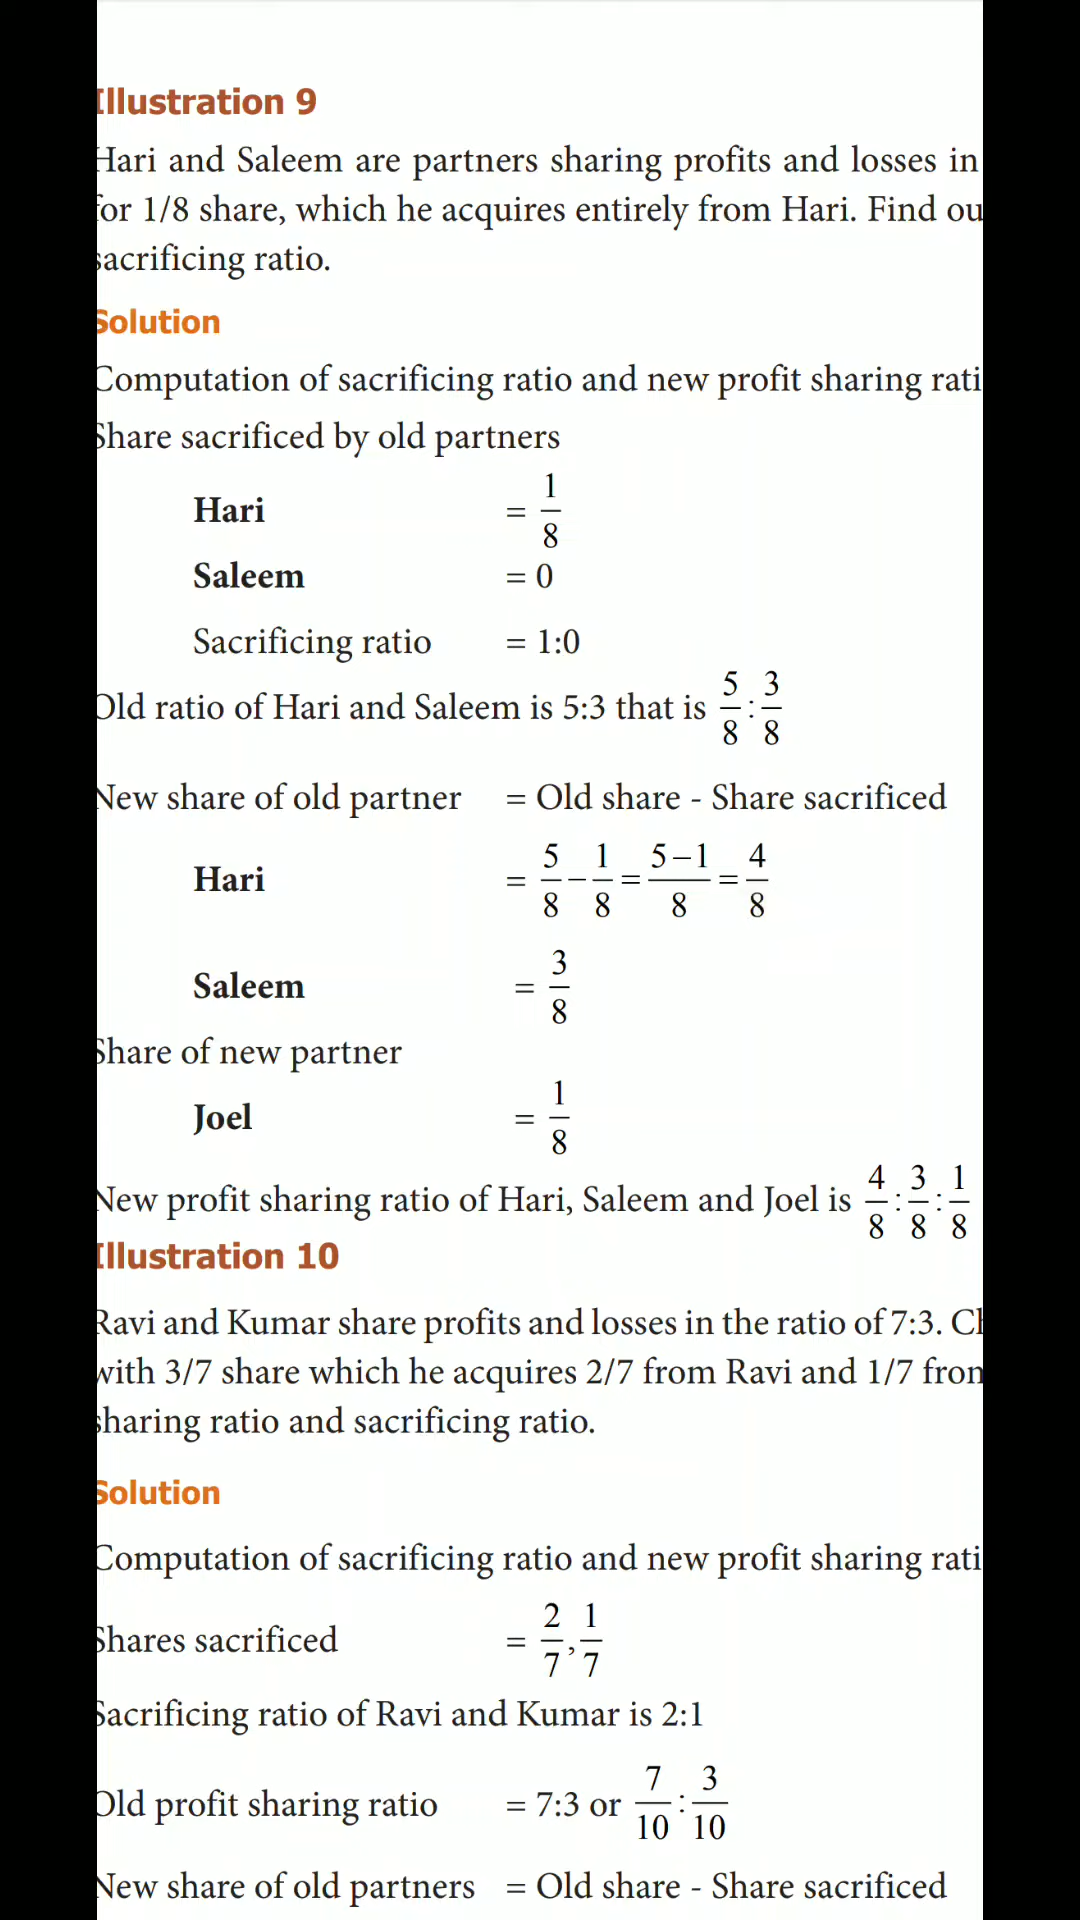 Illustration 9
Hari and Saleem are partners sharing profits and losses in
for 1/8 share, which he acquires entirely from Hari. Find ou
sacrificing ratio.
Solution
Computation of sacrificing ratio and new profit sharing rati
Share sacrificed by old partners
Hari = 1/8
Saleem = 0
Sacrificing ratio = 1:0
Old ratio of Hari and Saleem is 5:3 that is 5/8 : 3/8
New share of old partner = Old share - Share sacrificed
Hari = 5/8 – 1/8 = 5–1/8 = 4/8
Saleem = 3/8
Share of new partner
Joel = 1/8
New profit sharing ratio of Hari, Saleem and Joel is 4/8 : 3/8 : 1/8
Illustration 10
Ravi and Kumar share profits and losses in the ratio of 7:3. Ch
with 3/7 share which he acquires 2/7 from Ravi and 1/7 from
sharing ratio and sacrificing ratio.
Solution
Computation of sacrificing ratio and new profit sharing rati
Shares sacrificed = 2/7, 1/7
Sacrificing ratio of Ravi and Kumar is 2:1
Old profit sharing ratio = 7:3 or 7/10 : 3/10
New share of old partners = Old share - Share sacrificed